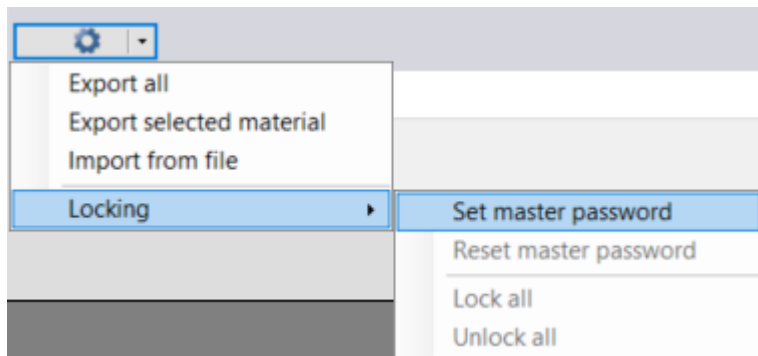 Export all
Export selected material
Import from file
Locking
Set master password
Reset master password
Lock all
Unlock all